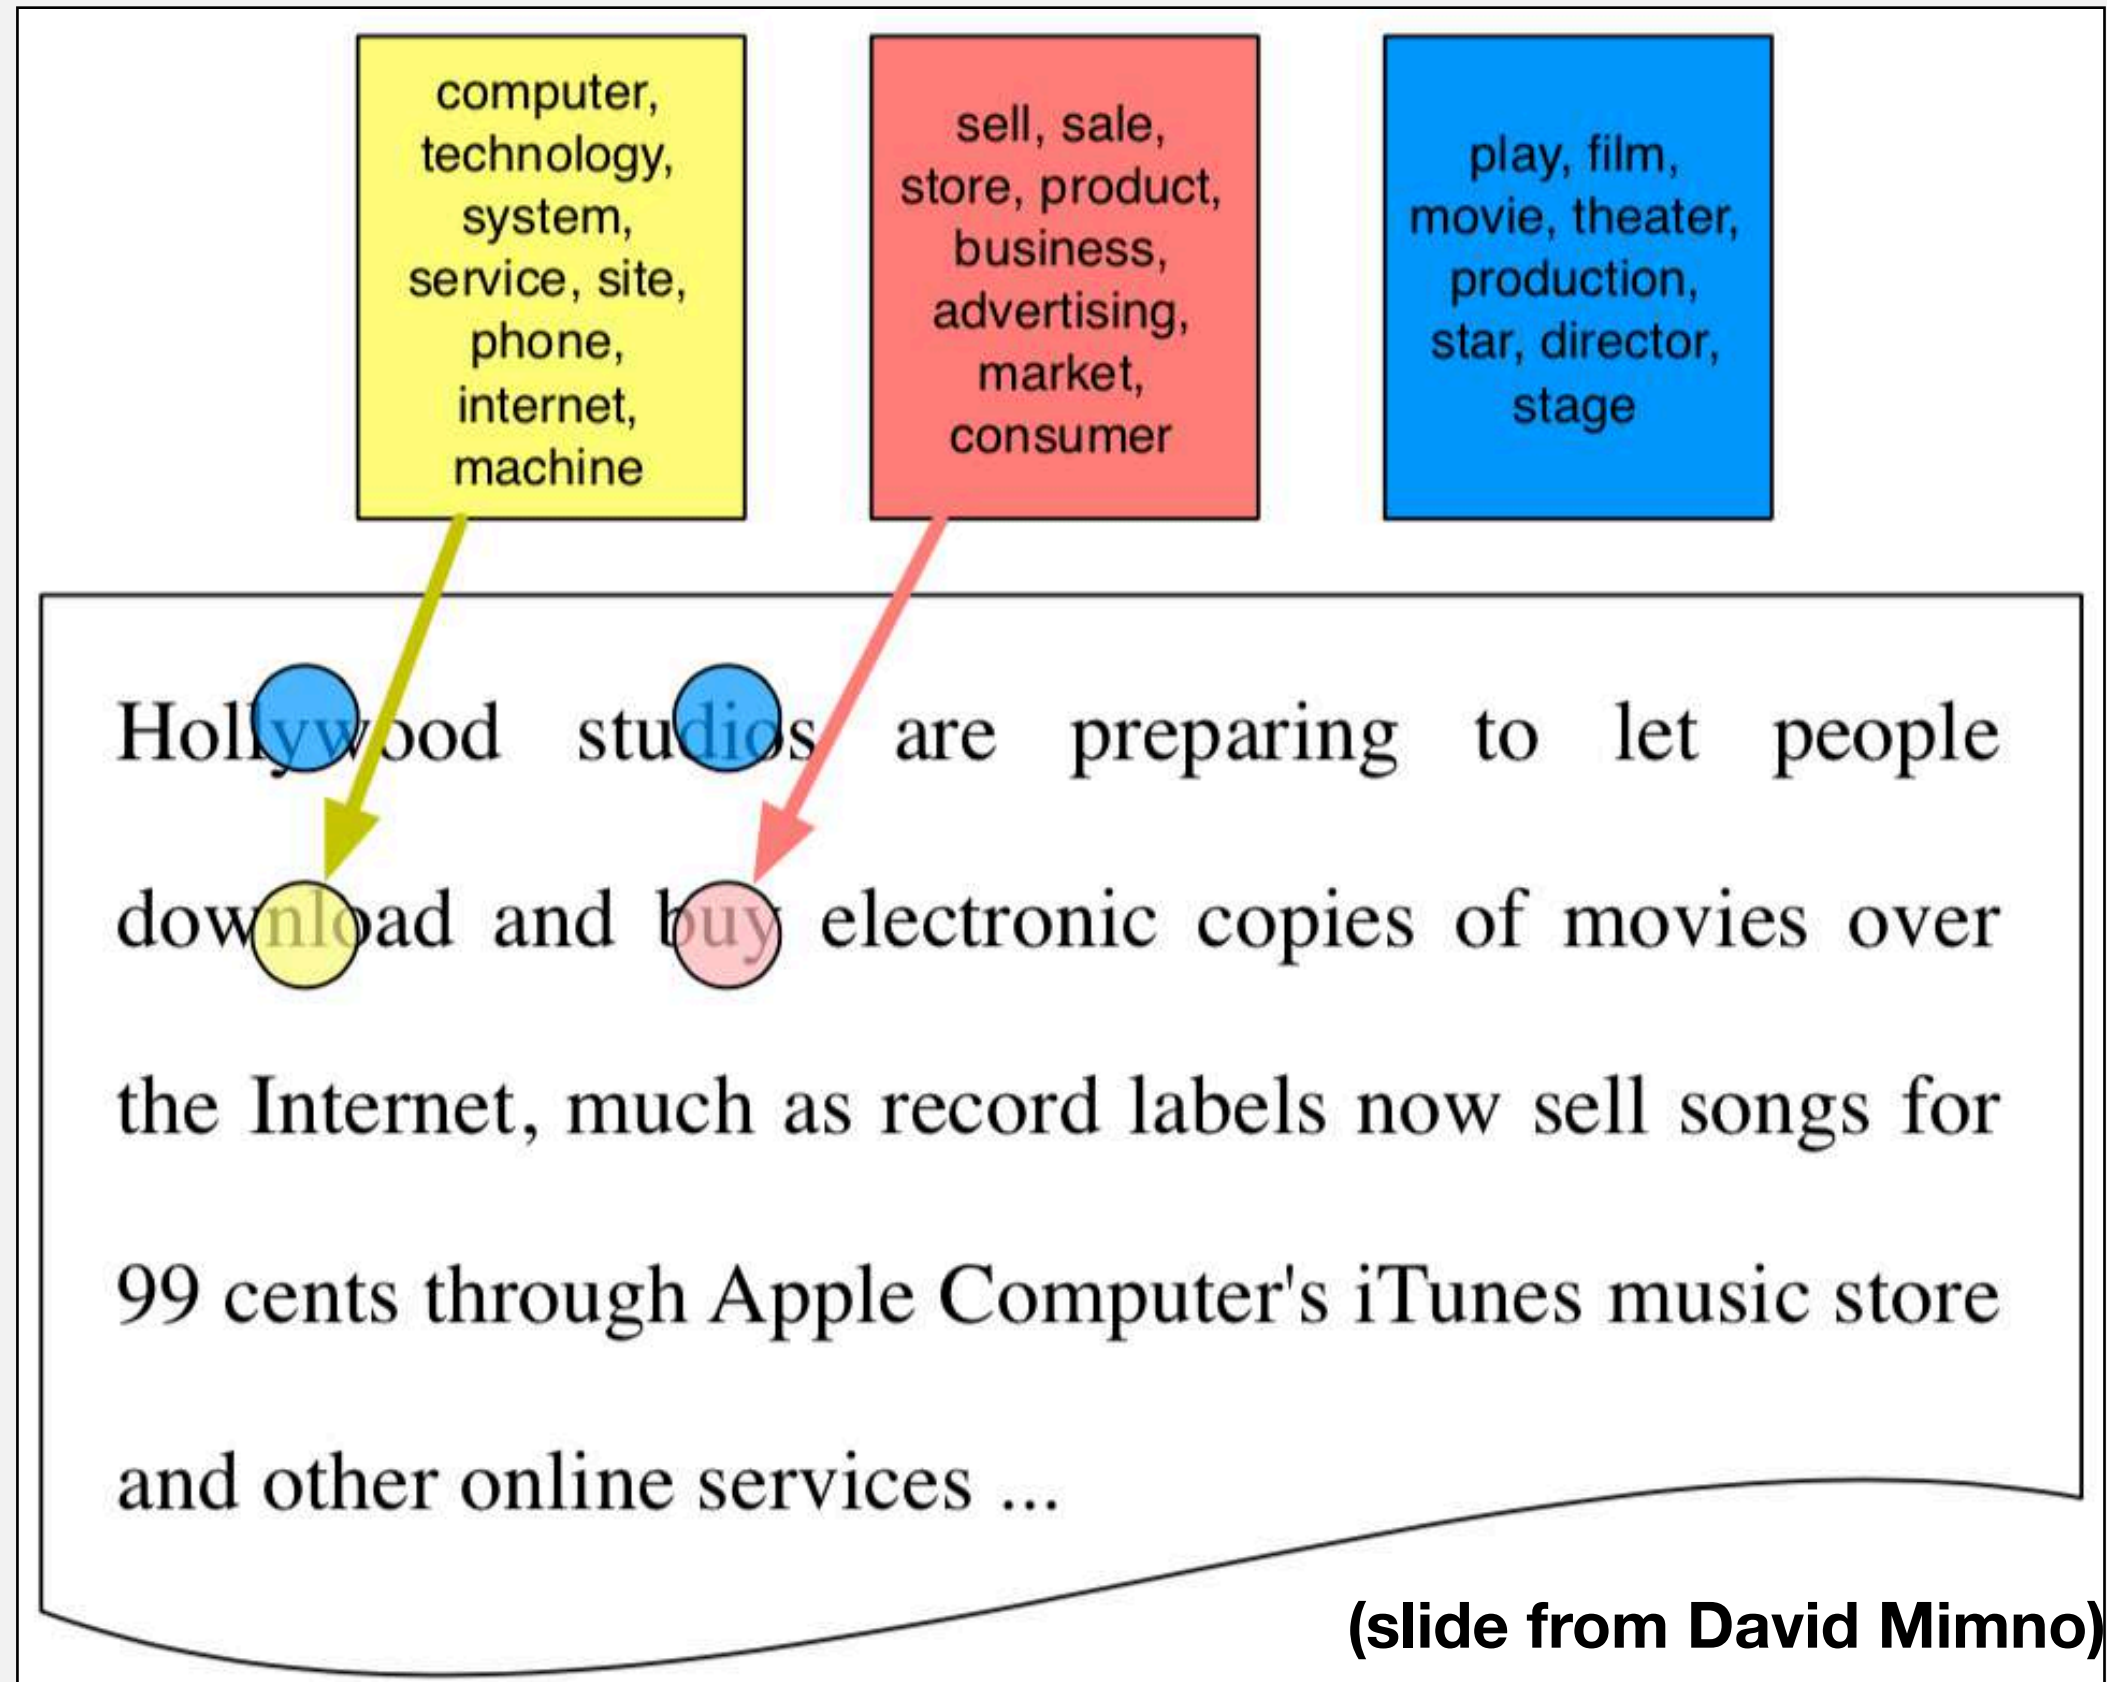 computer,
technology,
system,
service, site,
phone,
internet,
machine
sell, sale,
store, product,
business,
advertising,
market,
consumer
play, film,
movie, theater,
production,
star, director,
stage
Hollywood studios are preparing to let people
download and buy electronic copies of movies over
the Internet, much as record labels now sell songs for
99 cents through Apple Computer's iTunes music store
and other online services ...
(slide from David Mimno)